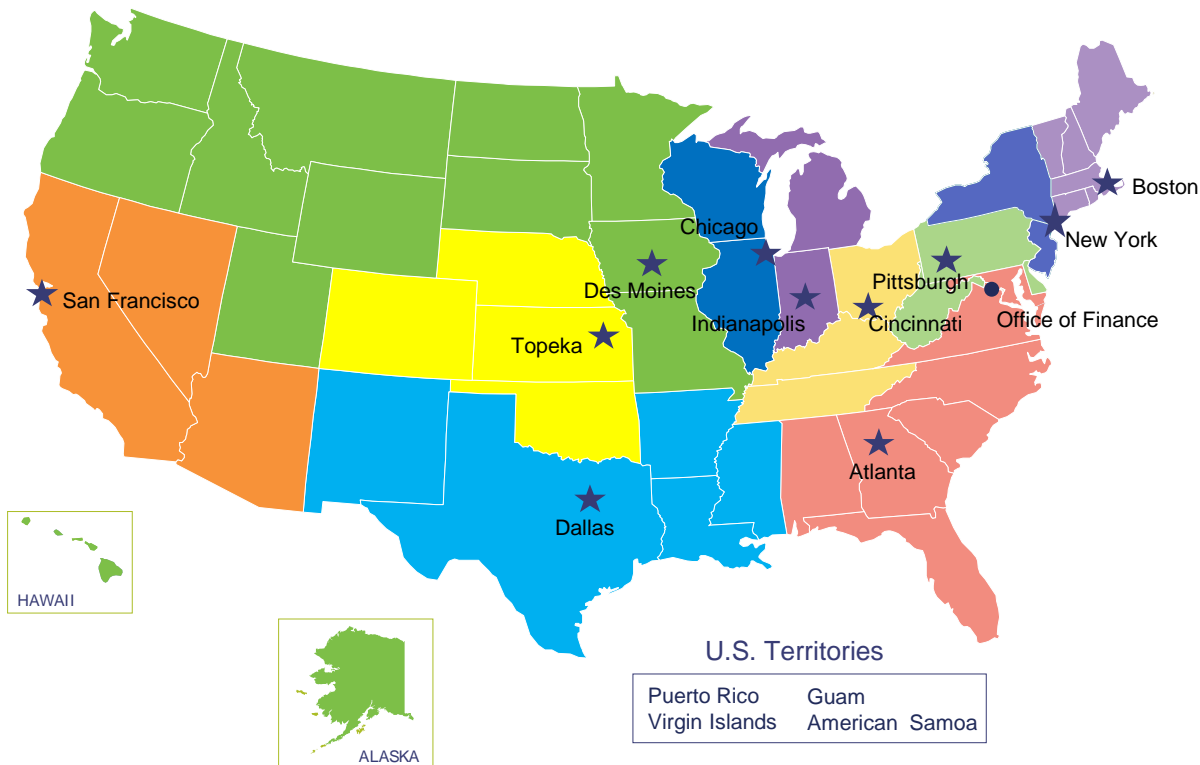 Boston
Chicago
New York
Pittsburgh
Des Moines
San Francisco
Indianapolis
Cincinnati
Office of Finance
Topeka
Atlanta
Dallas
HAWAII
U.S. Territories
Puerto Rico Guam
Virgin Islands American Samoa
ALASKA